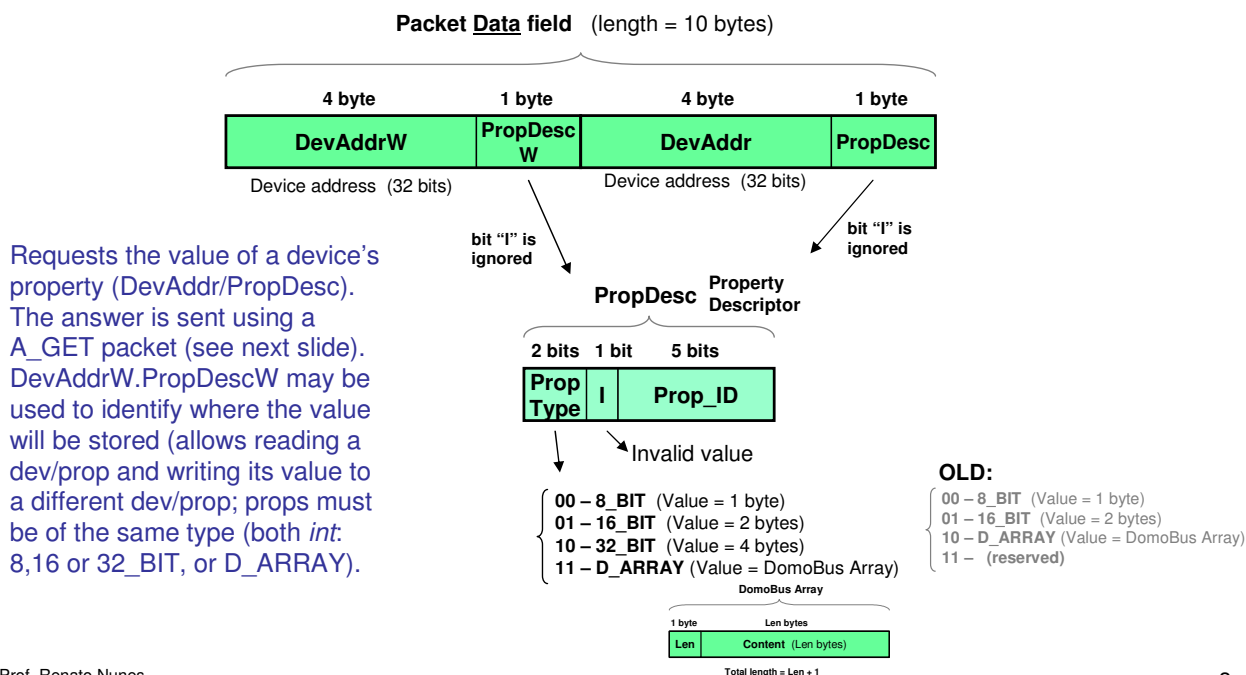 Packet Data field (length = 10 bytes)
4 byte 1 byte 4 byte 1 byte
DevAddrW PropDesc W DevAddr PropDesc
Device address (32 bits) Device address (32 bits)
bit "I" is
ignored
bit "I" is
ignored
Requests the value of a device's
property (DevAddr/PropDesc).
The answer is sent using a
A_GET packet (see next slide).
DevAddrW.PropDescW may be
used to identify where the value
will be stored (allows reading a
dev/prop and writing its value to
a different dev/prop; props must
be of the same type (both int:
8,16 or 32_BIT, or D_ARRAY).
PropDesc Property
Descriptor
2 bits 1 bit 5 bits
Prop Type I Prop_ID
Invalid value
00 – 8_BIT (Value = 1 byte)
01 – 16_BIT (Value = 2 bytes)
10 – 32_BIT (Value = 4 bytes)
11 – D_ARRAY (Value = DomoBus Array)
OLD:
00 – 8_BIT (Value = 1 byte)
01 – 16_BIT (Value = 2 bytes)
10 – D_ARRAY (Value = DomoBus Array)
11 – (reserved)
DomoBus Array
1 byte Len bytes
Len Content (Len bytes)
Total length = Len + 1
Prof. Renato Nunes